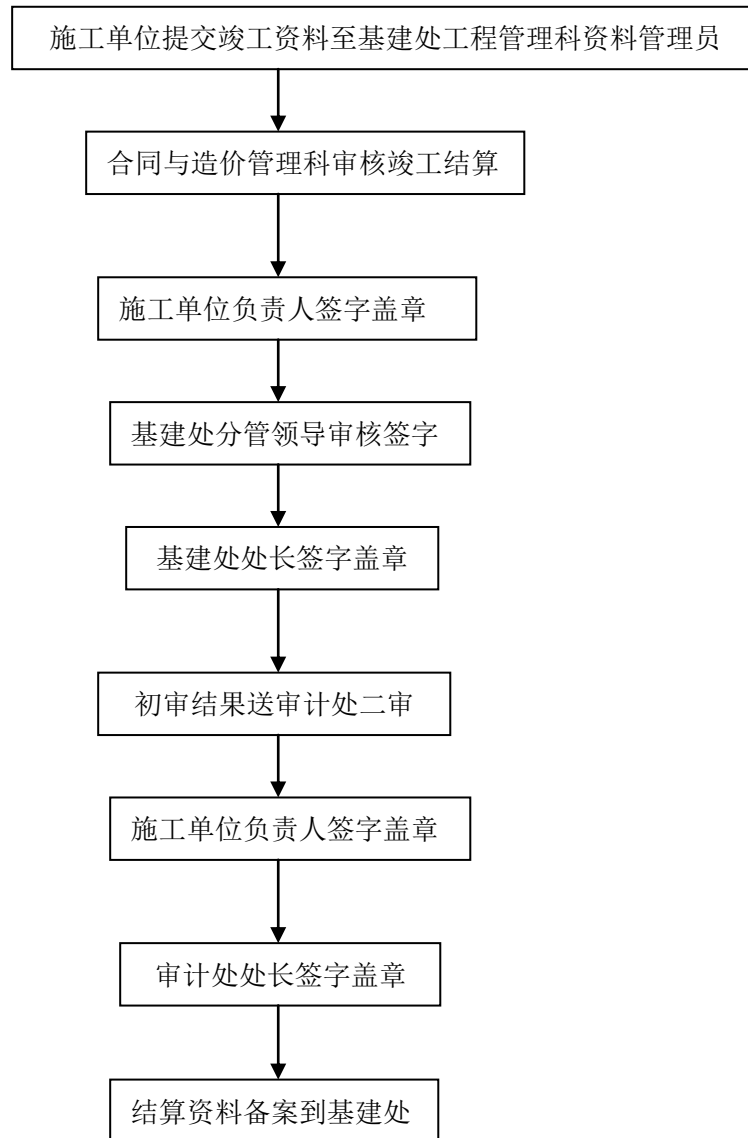 施工单位提交竣工资料至基建处工程管理科资料管理员
合同与造价管理科审核竣工结算
施工单位负责人签字盖章
基建处分管领导审核签字
基建处处长签字盖章
初审结果送审计处二审
施工单位负责人签字盖章
审计处处长签字盖章
结算资料备案到基建处